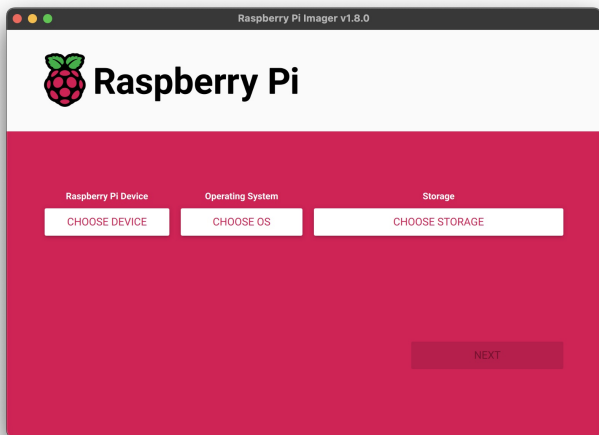 Raspberry Pi Imager v1.8.0
Raspberry Pi
Raspberry Pi Device
Operating System
Storage
CHOOSE DEVICE
CHOOSE OS
CHOOSE STORAGE
NEXT